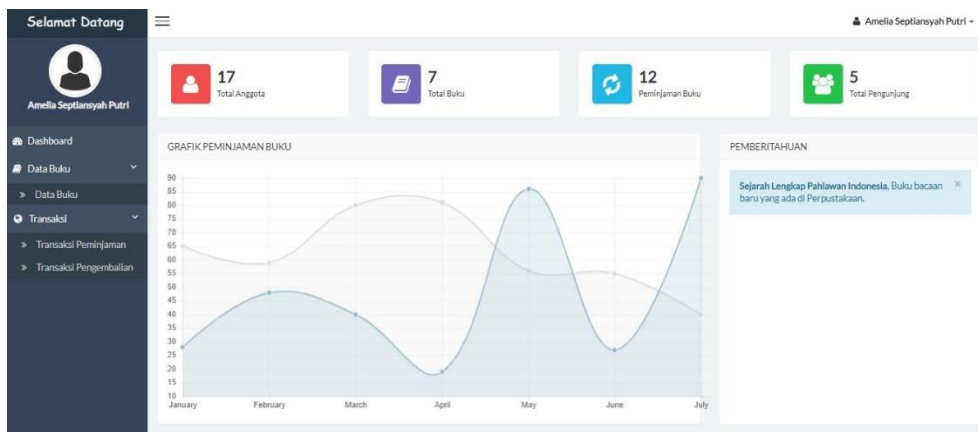 Selamat Datang
Amelia Septiansyah Putri
Amelia Septiansyah Putri
Dashboard
Data Buku
Data Buku
Transaksi
Transaksi Peminjaman
Transaksi Pengembalian
17
Total Anggota
7
Total Buku
12
Peminjaman Buku
5
Total Pengunjung
GRAFIK PEMINJAMAN BUKU
90
85
80
75
70
65
60
55
50
45
40
35
30
25
20
15
10
January February March April May June July
PEMBERITAHUAN
Sejarah Lengkap Pahlawan Indonesia, Buku bacaan
baru yang ada di Perpustakaan.